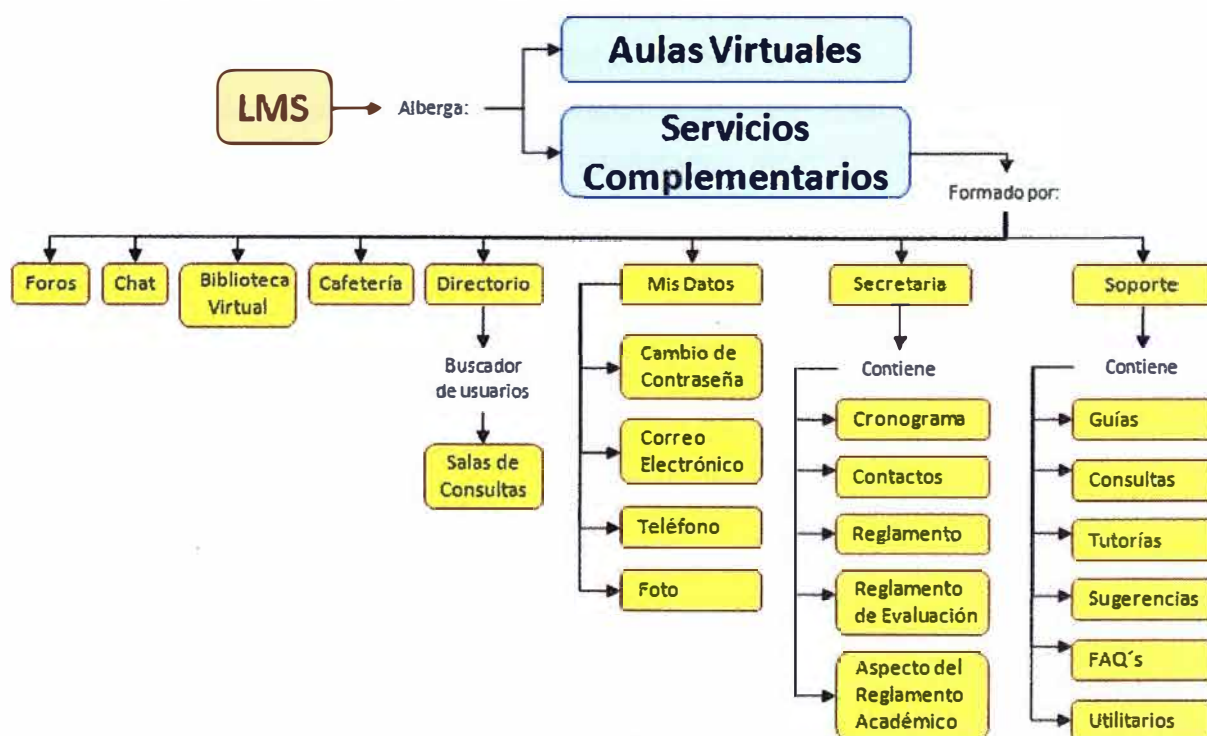 Aulas Virtuales
LMS
Alberga:
Servicios
Complementarios
Formado por:
Foros
Chat
Biblioteca
Virtual
Cafetería
Directorio
Mis Datos
Secretaria
Soporte
Buscador
de usuarios
Salas de
Consultas
Cambio de
Contraseña
Correo
Electrónico
Teléfono
Foto
Contiene
Cronograma
Contactos
Reglamento
Reglamento
de Evaluación
Aspecto del
Reglamento
Académico
Contiene
Guías
Consultas
Tutorías
Sugerencias
FAQ´s
Utilitarios